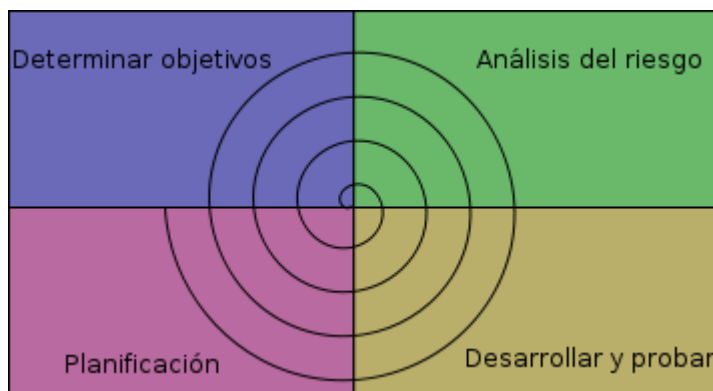 Determinar objetivos
Análisis del riesgo
Planificación
Desarrollar y probar